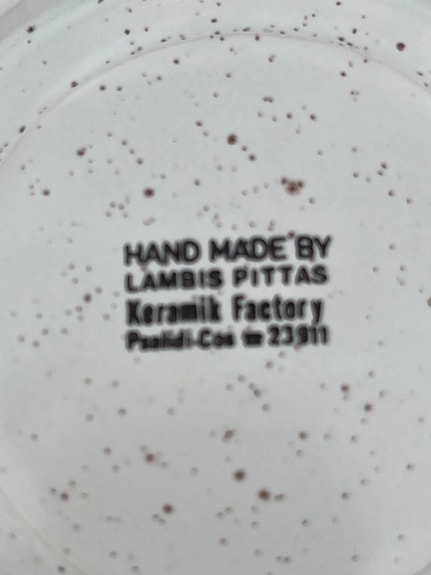 HAND MADE BY
LAMBIS PITTAS
Keramik Factory
Psalidi-Cos ☎ 23911